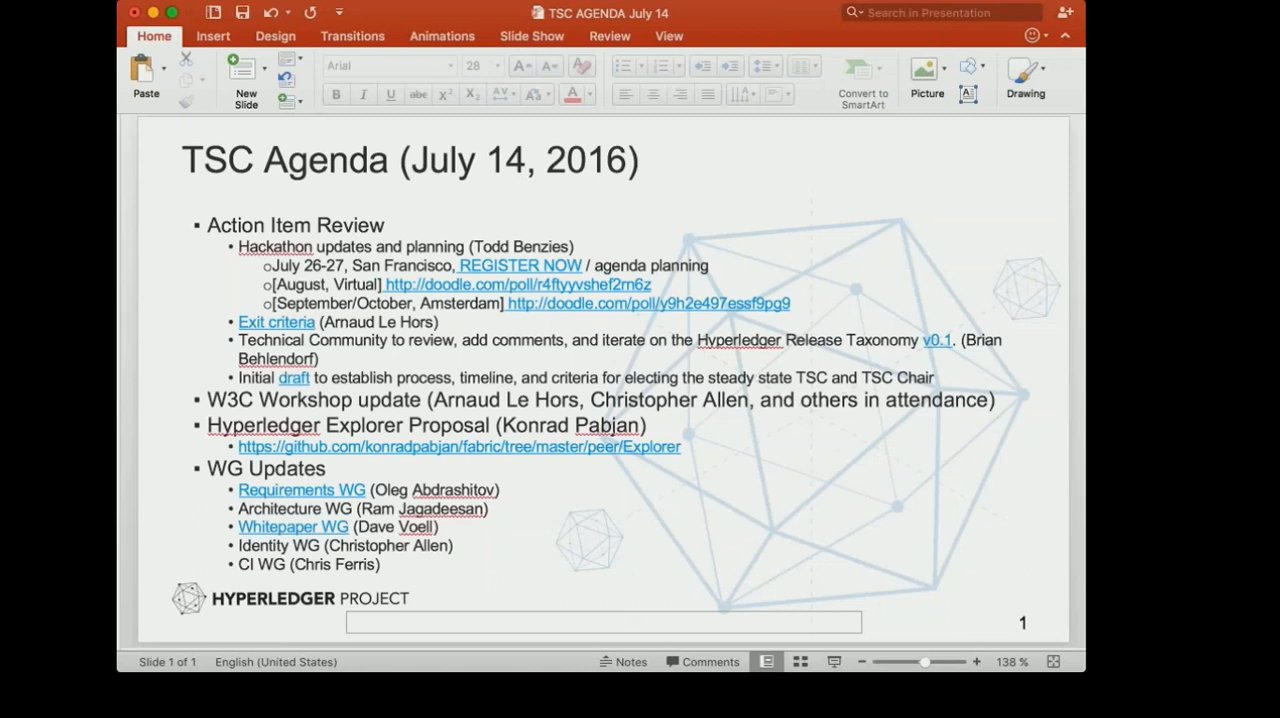 TSC AGENDA July 14
Search in Presentation
Home Insert Design Transitions Animations Slide Show Review View
Arial 28
Paste New Slide B I U abc X² X₂ A Convert to SmartArt Picture Drawing
TSC Agenda (July 14, 2016)
▪ Action Item Review
• Hackathon updates and planning (Todd Benzies)
oJuly 26-27, San Francisco, REGISTER NOW / agenda planning
o[August, Virtual] http://doodle.com/poll/r4ftyyvshef2rn6z
o[September/October, Amsterdam] http://doodle.com/poll/y9h2e497essf9pg9
• Exit criteria (Arnaud Le Hors)
• Technical Community to review, add comments, and iterate on the Hyperledger Release Taxonomy v0.1. (Brian
Behlendorf)
• Initial draft to establish process, timeline, and criteria for electing the steady state TSC and TSC Chair
▪ W3C Workshop update (Arnaud Le Hors, Christopher Allen, and others in attendance)
▪ Hyperledger Explorer Proposal (Konrad Pabjan)
• https://github.com/konradpabjan/fabric/tree/master/peer/Explorer
▪ WG Updates
• Requirements WG (Oleg Abdrashitov)
• Architecture WG (Ram Jagadeesan)
• Whitepaper WG (Dave Voell)
• Identity WG (Christopher Allen)
• CI WG (Chris Ferris)
HYPERLEDGER PROJECT
1
Slide 1 of 1 English (United States) Notes Comments 138 %